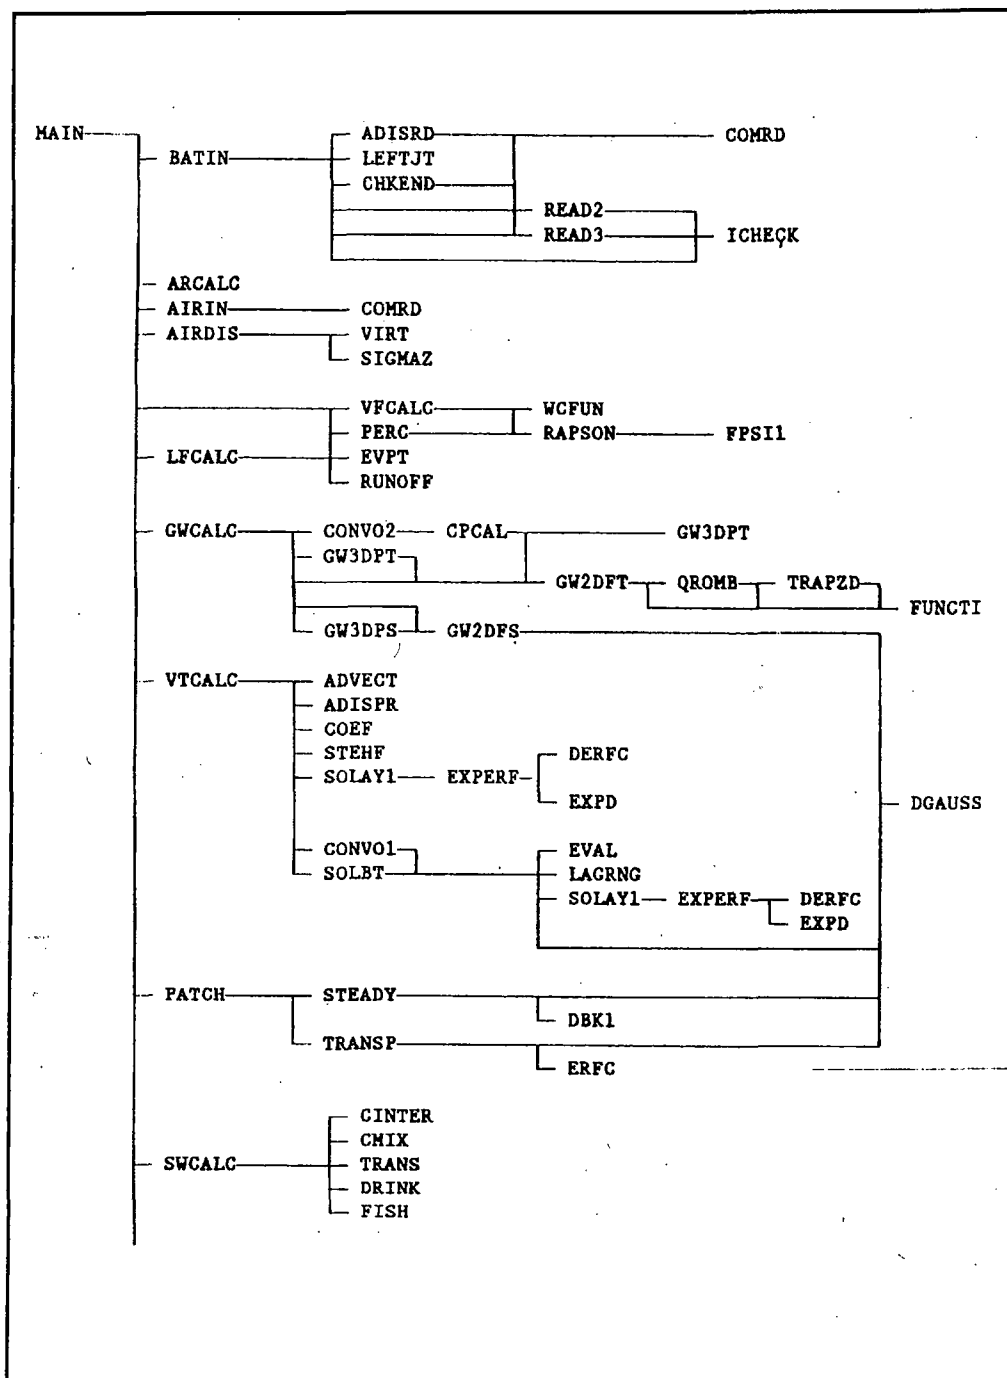 MAIN ADISRD COMRD
BATIN LEFTJT
CHKEND
READ2
READ3 ICHECK
ARCALC
AIRIN COMRD
AIRDIS VIRT
SIGMAZ
VFCALC WCFUN
PERC RAPSON FPSI1
LFCALC EVPT
RUNOFF
GWCALC CONVO2 CPCAL GW3DPT
GW3DPT
GW2DFT QROMB TRAPZD
FUNCTI
GW3DPS GW2DFS
VTCALC ADVECT
ADISPR
COEF
STEHF DERFC
SOLAY1 EXPERF
EXPD DGAUSS
CONVO1 EVAL
SOLBT LAGRNG
SOLAY1 EXPERF DERFC
EXPD
PATCH STEADY
DBK1
TRANSP
ERFC
CINTER
CMIX
SWCALC TRANS
DRINK
FISH